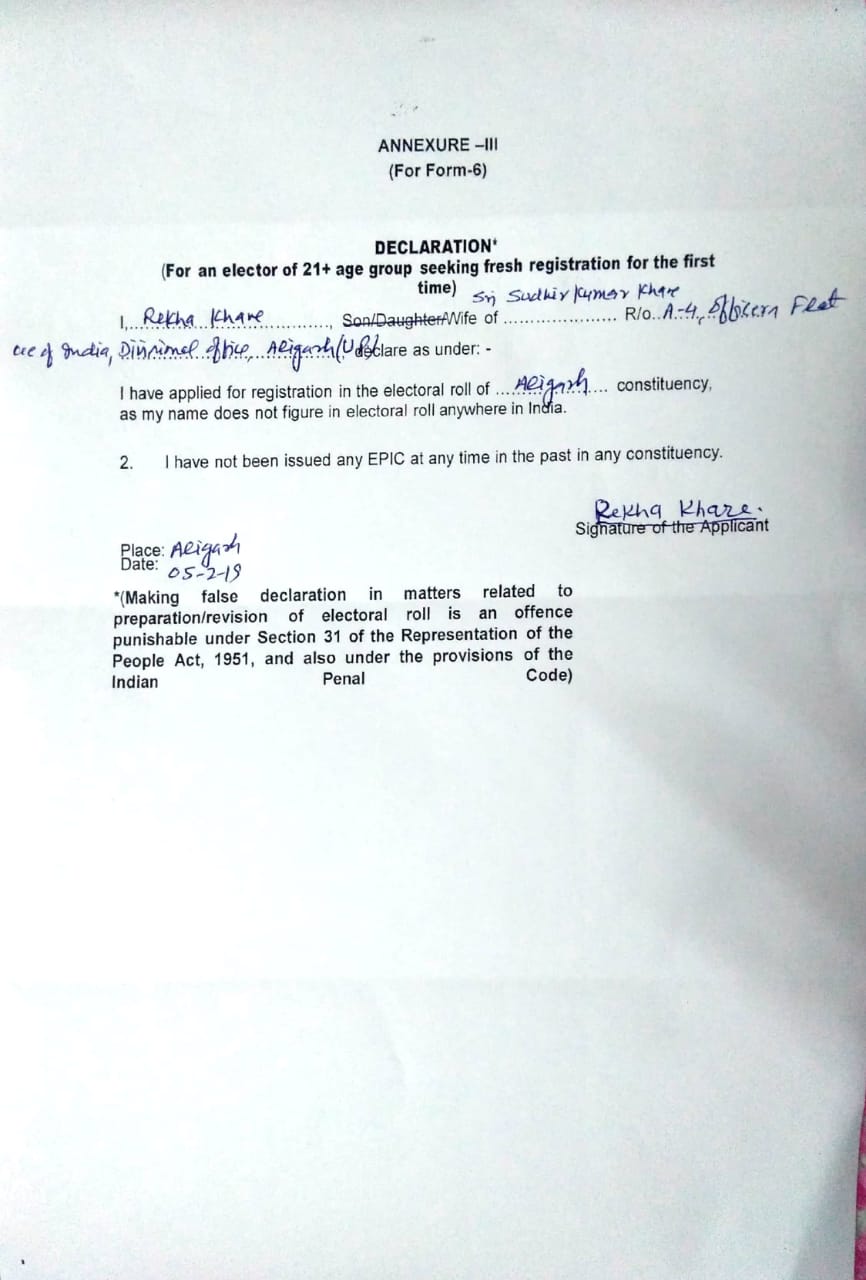 ANNEXURE –III
(For Form-6)
DECLARATION*
(For an elector of 21+ age group seeking fresh registration for the first
time)
Sri Sudhir Kumar Khare
I,...Rekha Khare..............., Son/Daughter/Wife of ...................... R/o..A-4, Officers Flat
of India, Divisional office, Aligarh (UP) declare as under: -
I have applied for registration in the electoral roll of ....Aligarh.... constituency,
as my name does not figure in electoral roll anywhere in India.
2. I have not been issued any EPIC at any time in the past in any constituency.
Rekha Khare.
Signature of the Applicant
Place: Aligarh
Date: 05-2-19
*(Making false declaration in matters related to
preparation/revision of electoral roll is an offence
punishable under Section 31 of the Representation of the
People Act, 1951, and also under the provisions of the
Indian Penal Code)